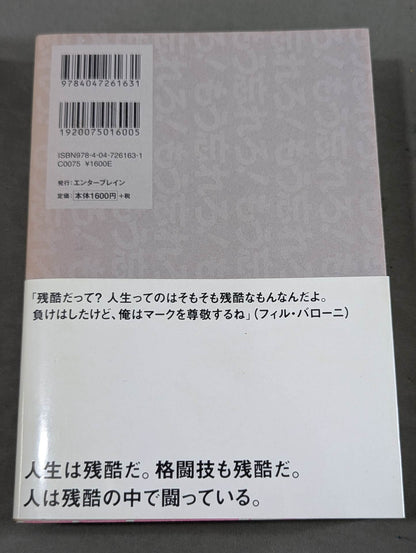 9784047261631
1920075016005
ISBN978-4-04-726163-1
C0075 ¥1600E
発行：エンターブレイン
定価 本体1600円 +税
「残酷だって？ 人生ってのはそもそも残酷なもんなんだよ。
負けはしたけど、俺はマークを尊敬するね」（フィル・バローニ）
人生は残酷だ。格闘技も残酷だ。
人は残酷の中で闘っている。